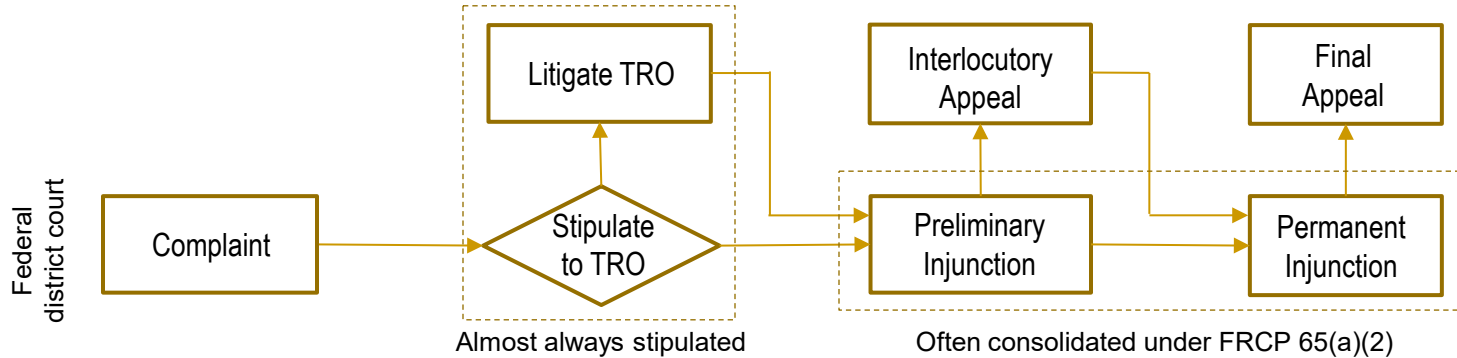 Litigate TRO
Interlocutory
Appeal
Final
Appeal
Federal
district court
Complaint
Stipulate
to TRO
Preliminary
Injunction
Permanent
Injunction
Almost always stipulated
Often consolidated under FRCP 65(a)(2)